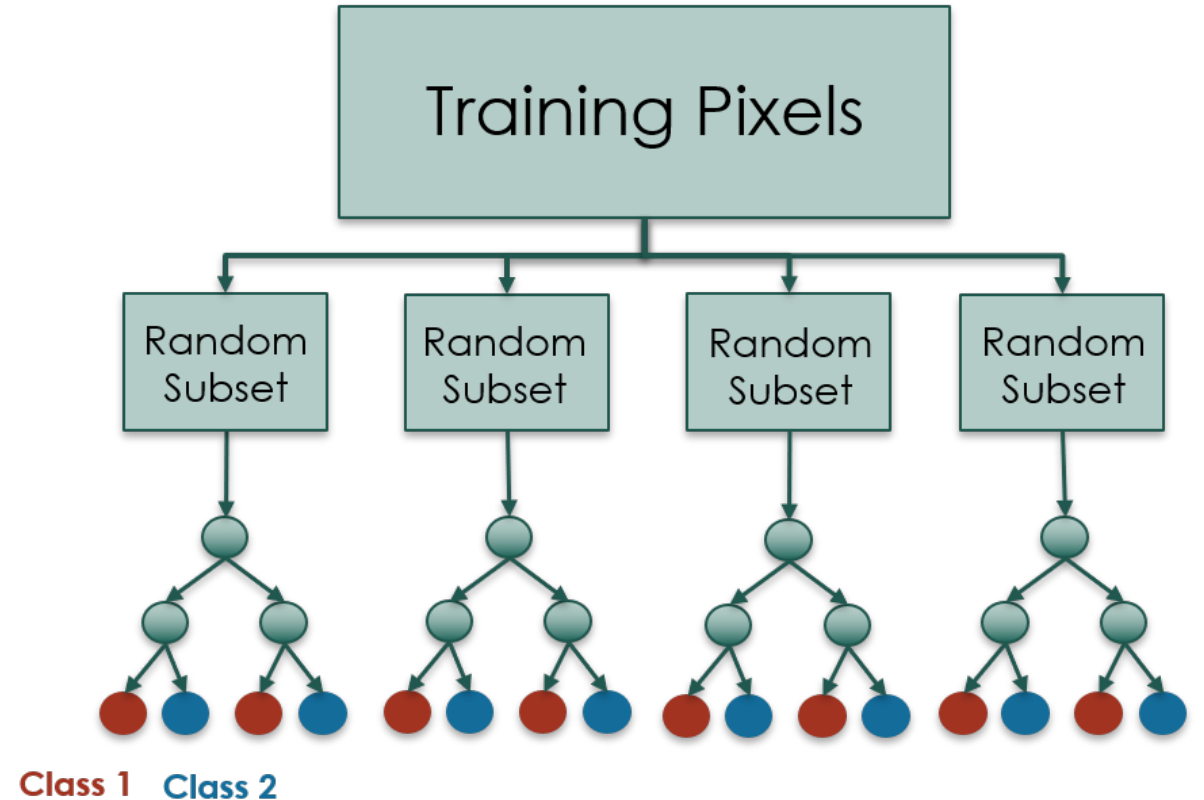 Training Pixels
Random
Subset
Random
Subset
Random
Subset
Random
Subset
Class 1
Class 2